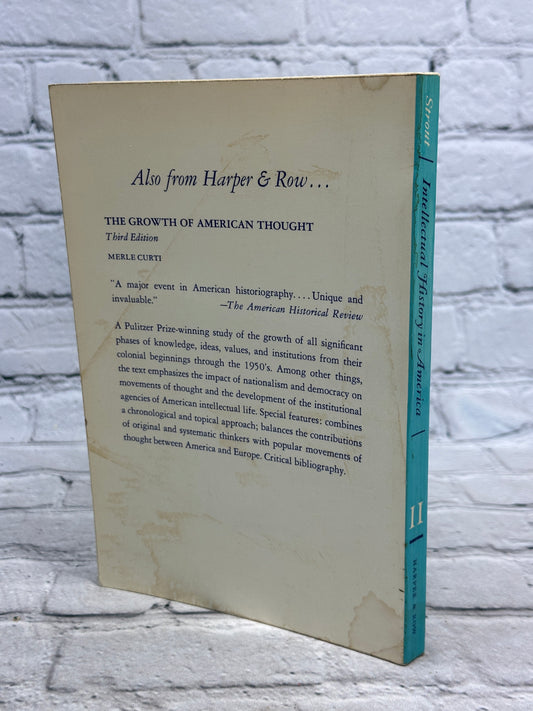 Also from Harper & Row...
THE GROWTH OF AMERICAN THOUGHT
Third Edition
MERLE CURTI
"A major event in American historiography.... Unique and
invaluable." —The American Historical Review
A Pulitzer Prize-winning study of the growth of all significant
phases of knowledge, ideas, values, and institutions from their
colonial beginnings through the 1950's. Among other things,
the text emphasizes the impact of nationalism and democracy on
movements of thought and the development of the institutional
agencies of American intellectual life. Special features: combines
a chronological and topical approach; balances the contributions
of original and systematic thinkers with popular movements of
thought between America and Europe. Critical bibliography.
Strout
Intellectual History in America
II
HARPER & ROW